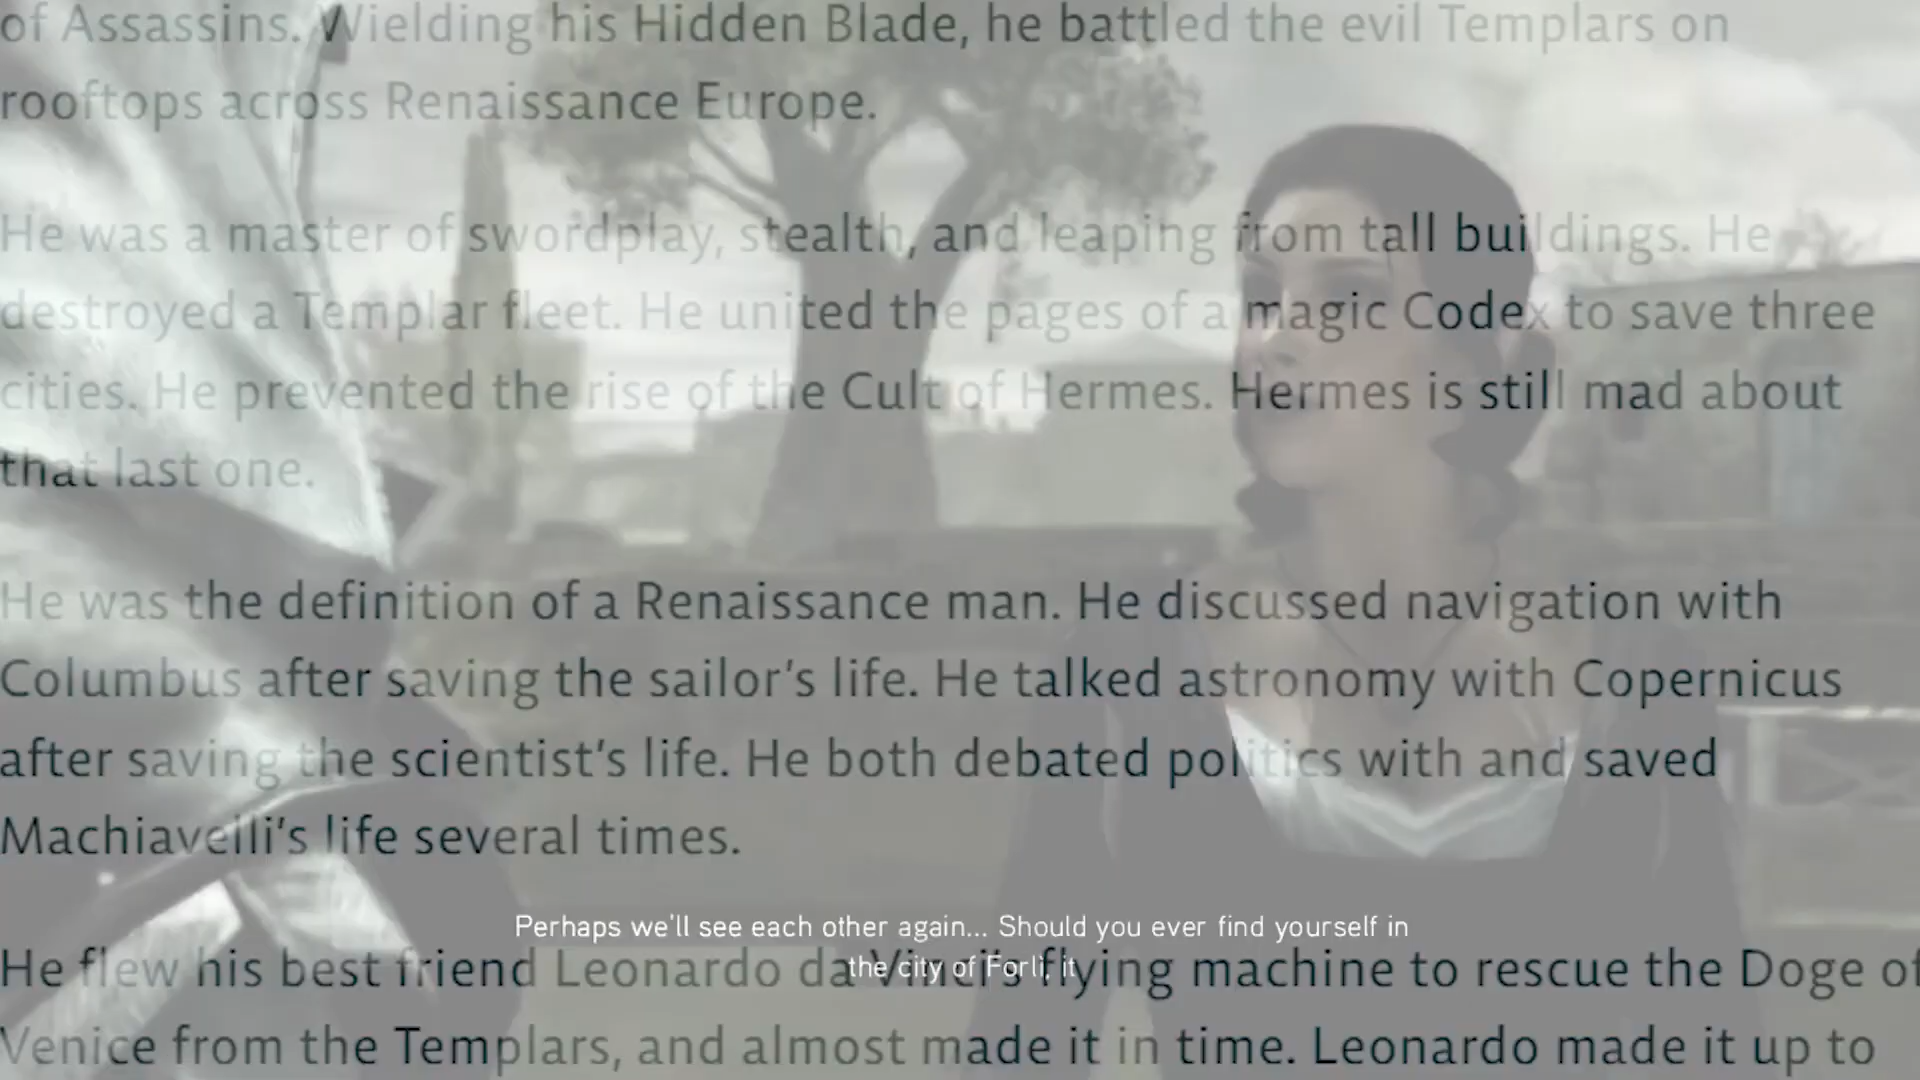 of Assassins. Wielding his Hidden Blade, he battled the evil Templars on
rooftops across Renaissance Europe.
He was a master of swordplay, stealth, and leaping from tall buildings. He
destroyed a Templar fleet. He united the pages of a magic Codex to save three
cities. He prevented the rise of the Cult of Hermes. Hermes is still mad about
that last one.
He was the definition of a Renaissance man. He discussed navigation with
Columbus after saving the sailor's life. He talked astronomy with Copernicus
after saving the scientist's life. He both debated politics with and saved
Machiavelli's life several times.
Perhaps we'll see each other again... Should you ever find yourself in
the city of Forlì, it
He flew his best friend Leonardo da Vinci's flying machine to rescue the Doge of
Venice from the Templars, and almost made it in time. Leonardo made it up to